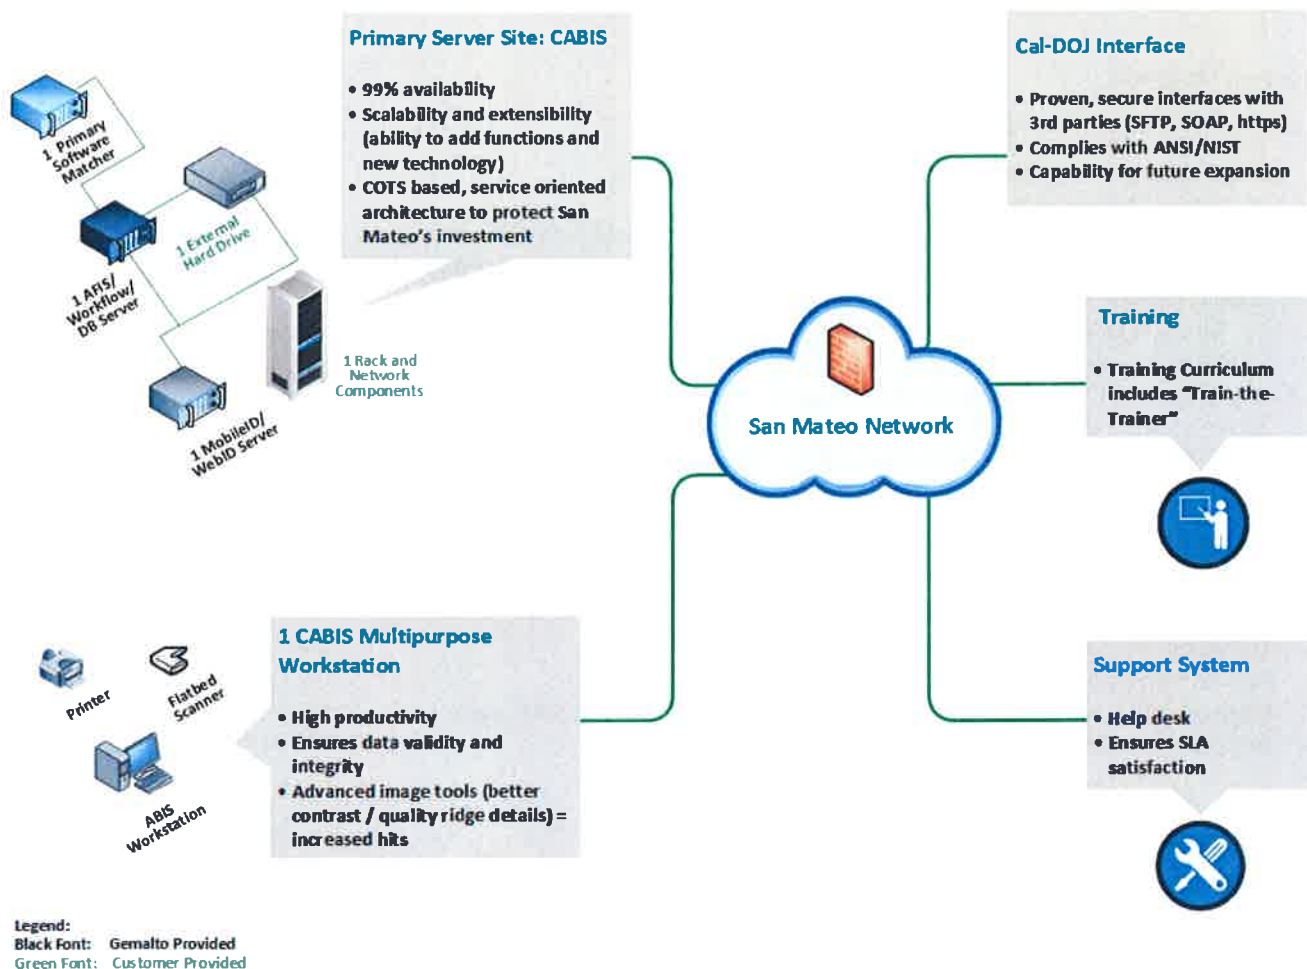 Primary Server Site: CABIS
• 99% availability
• Scalability and extensibility
(ability to add functions and
new technology)
• COTS based, service oriented
architecture to protect San
Mateo's investment
1 Primary
Software
Matcher
1 External
Hard Drive
1 AFIS/
Workflow/
DB Server
1 Rack and
Network
Components
1 MobileID/
WebID Server
Cal-DOJ Interface
• Proven, secure interfaces with
3rd parties (SFTP, SOAP, https)
• Complies with ANSI/NIST
• Capability for future expansion
San Mateo Network
Training
• Training Curriculum
includes "Train-the-
Trainer"
1 CABIS Multipurpose
Workstation
• High productivity
• Ensures data validity and
integrity
• Advanced image tools (better
contrast / quality ridge details) =
increased hits
Printer
Flatbed
Scanner
ABIS
Workstation
Support System
• Help desk
• Ensures SLA
satisfaction
Legend:
Black Font: Gemalto Provided
Green Font: Customer Provided